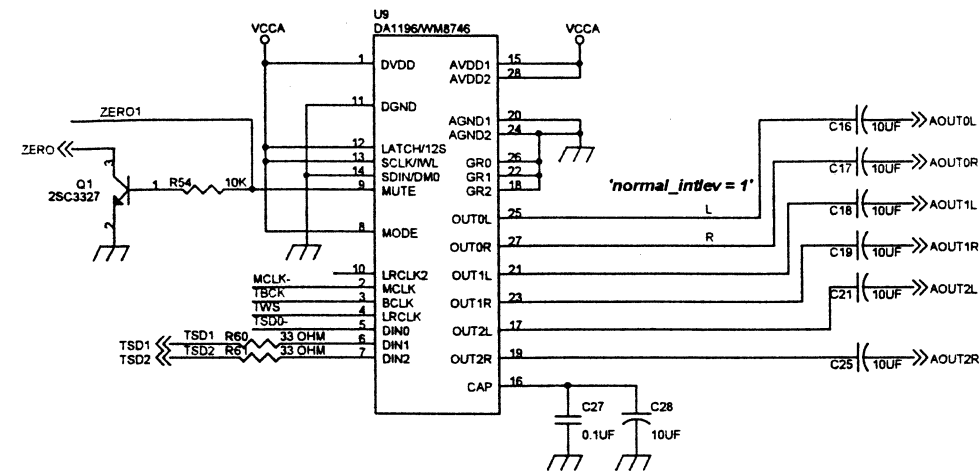 U9
DA1196/WM8746
VCCA
VCCA
1 DVDD AVDD1 15
AVDD2 28
11 DGND
AGND1 20
AGND2 24
ZERO1
ZERO
12 LATCH/12S
13 SCLK/IWL GR0 26
14 SDIN/DM0 GR1 22
9 MUTE GR2 18
3
Q1
2SC3327
1 R54 10K
2
'normal_intlev = 1'
8 MODE
OUT0L 25 L
OUT0R 27 R
10 LRCLK2 OUT1L 21
MCLK- 2 MCLK
TBCK 3 BCLK OUT1R 23
TWS 4 LRCLK
TSD0- 5 DIN0 OUT2L 17
TSD1 TSD1 R60 33 OHM 6 DIN1
TSD2 TSD2 R61 33 OHM 7 DIN2 OUT2R 19
CAP 16
C16 10UF AOUT0L
C17 10UF AOUT0R
C18 10UF AOUT1L
C19 10UF AOUT1R
C21 10UF AOUT2L
C25 10UF AOUT2R
C27 C28
0.1UF 10UF